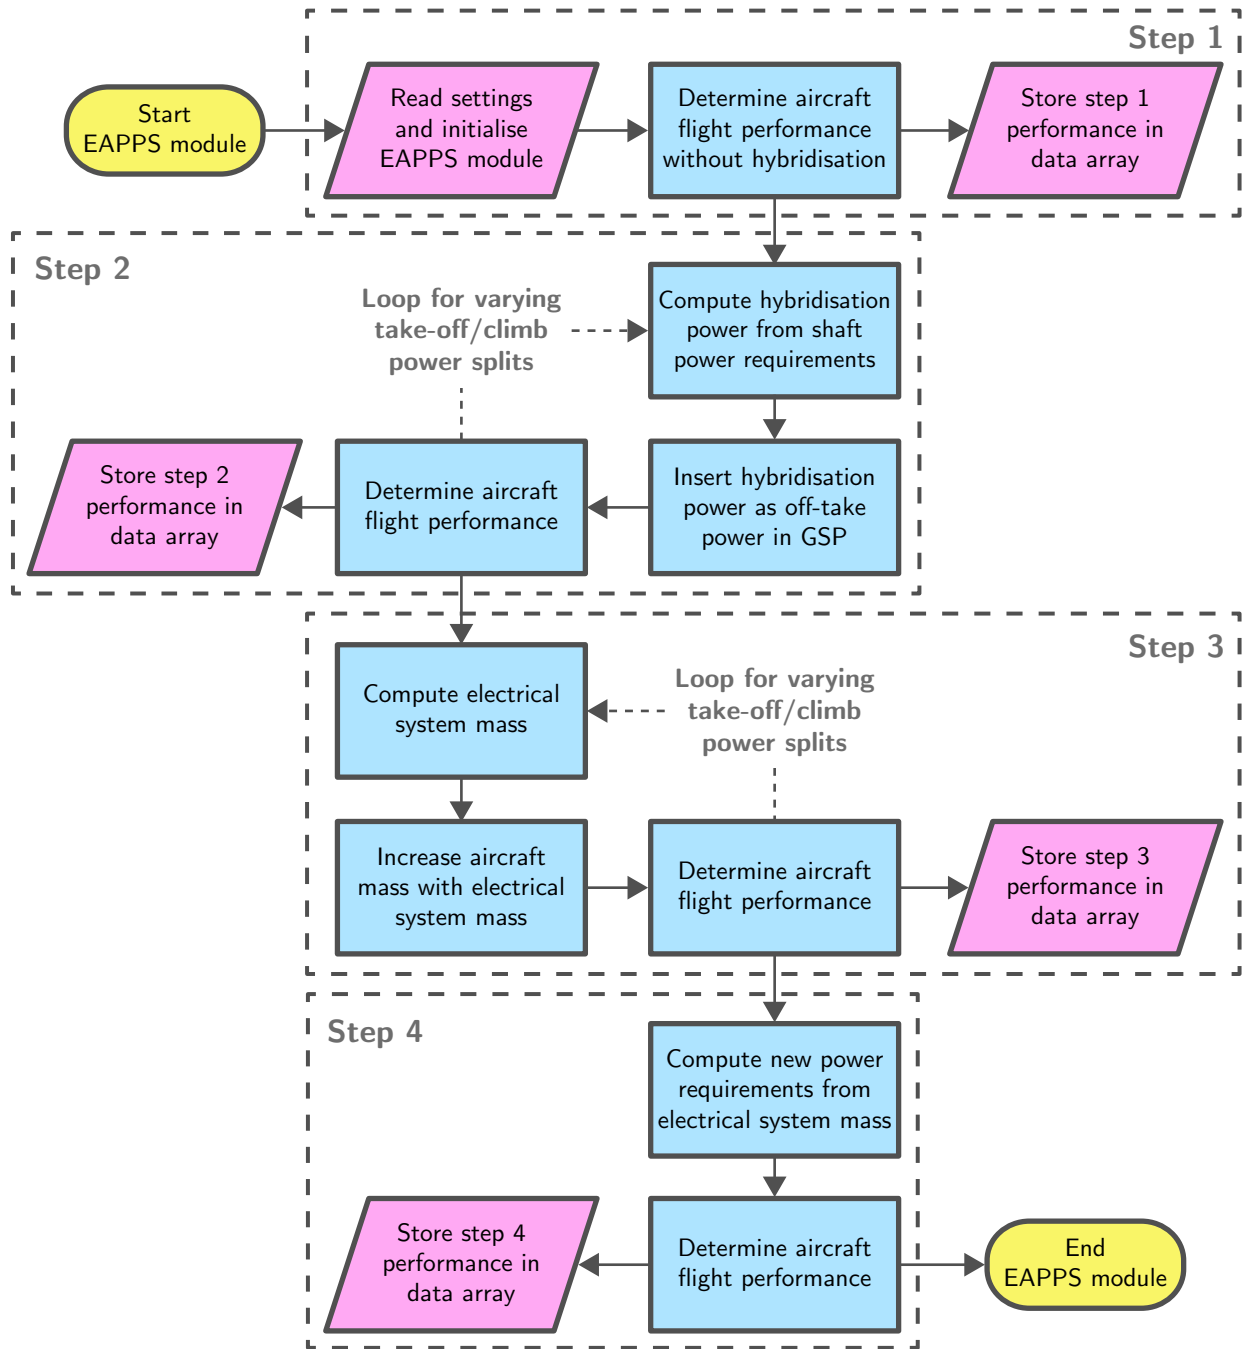 Step 1
Start
EAPPS module
Read settings
and initialise
EAPPS module
Determine aircraft
flight performance
without hybridisation
Store step 1
performance in
data array
Step 2
Loop for varying
take-off/climb
power splits
Compute hybridisation
power from shaft
power requirements
Store step 2
performance in
data array
Determine aircraft
flight performance
Insert hybridisation
power as off-take
power in GSP
Step 3
Compute electrical
system mass
Loop for varying
take-off/climb
power splits
Increase aircraft
mass with electrical
system mass
Determine aircraft
flight performance
Store step 3
performance in
data array
Step 4
Compute new power
requirements from
electrical system mass
Store step 4
performance in
data array
Determine aircraft
flight performance
End
EAPPS module